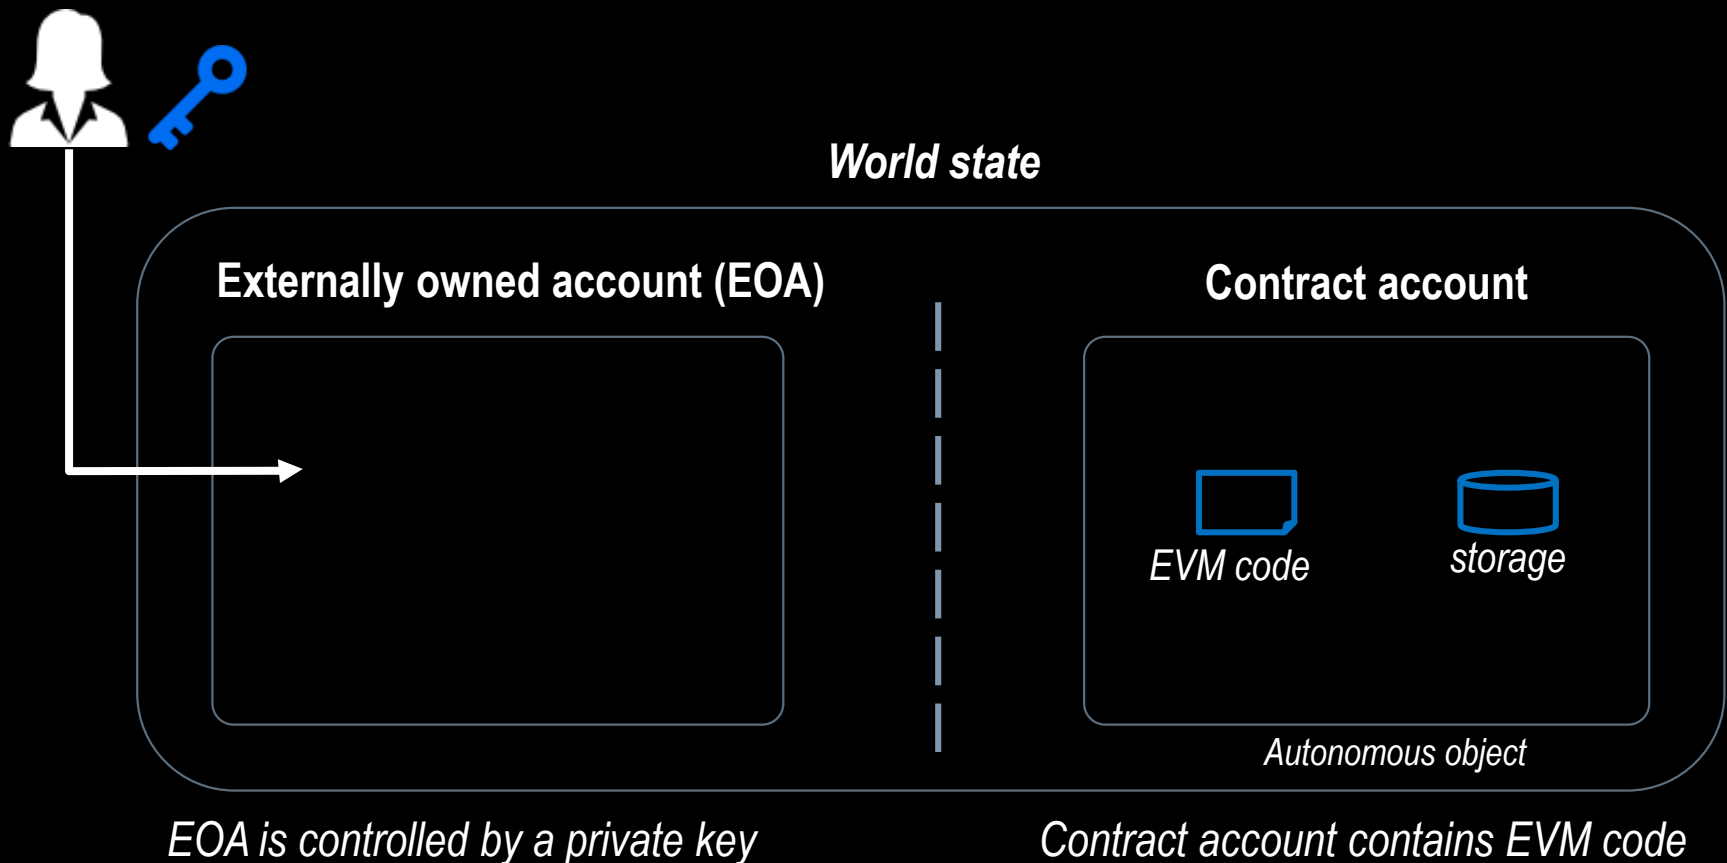 World state
Externally owned account (EOA)
Contract account
EVM code
storage
Autonomous object
EOA is controlled by a private key
Contract account contains EVM code